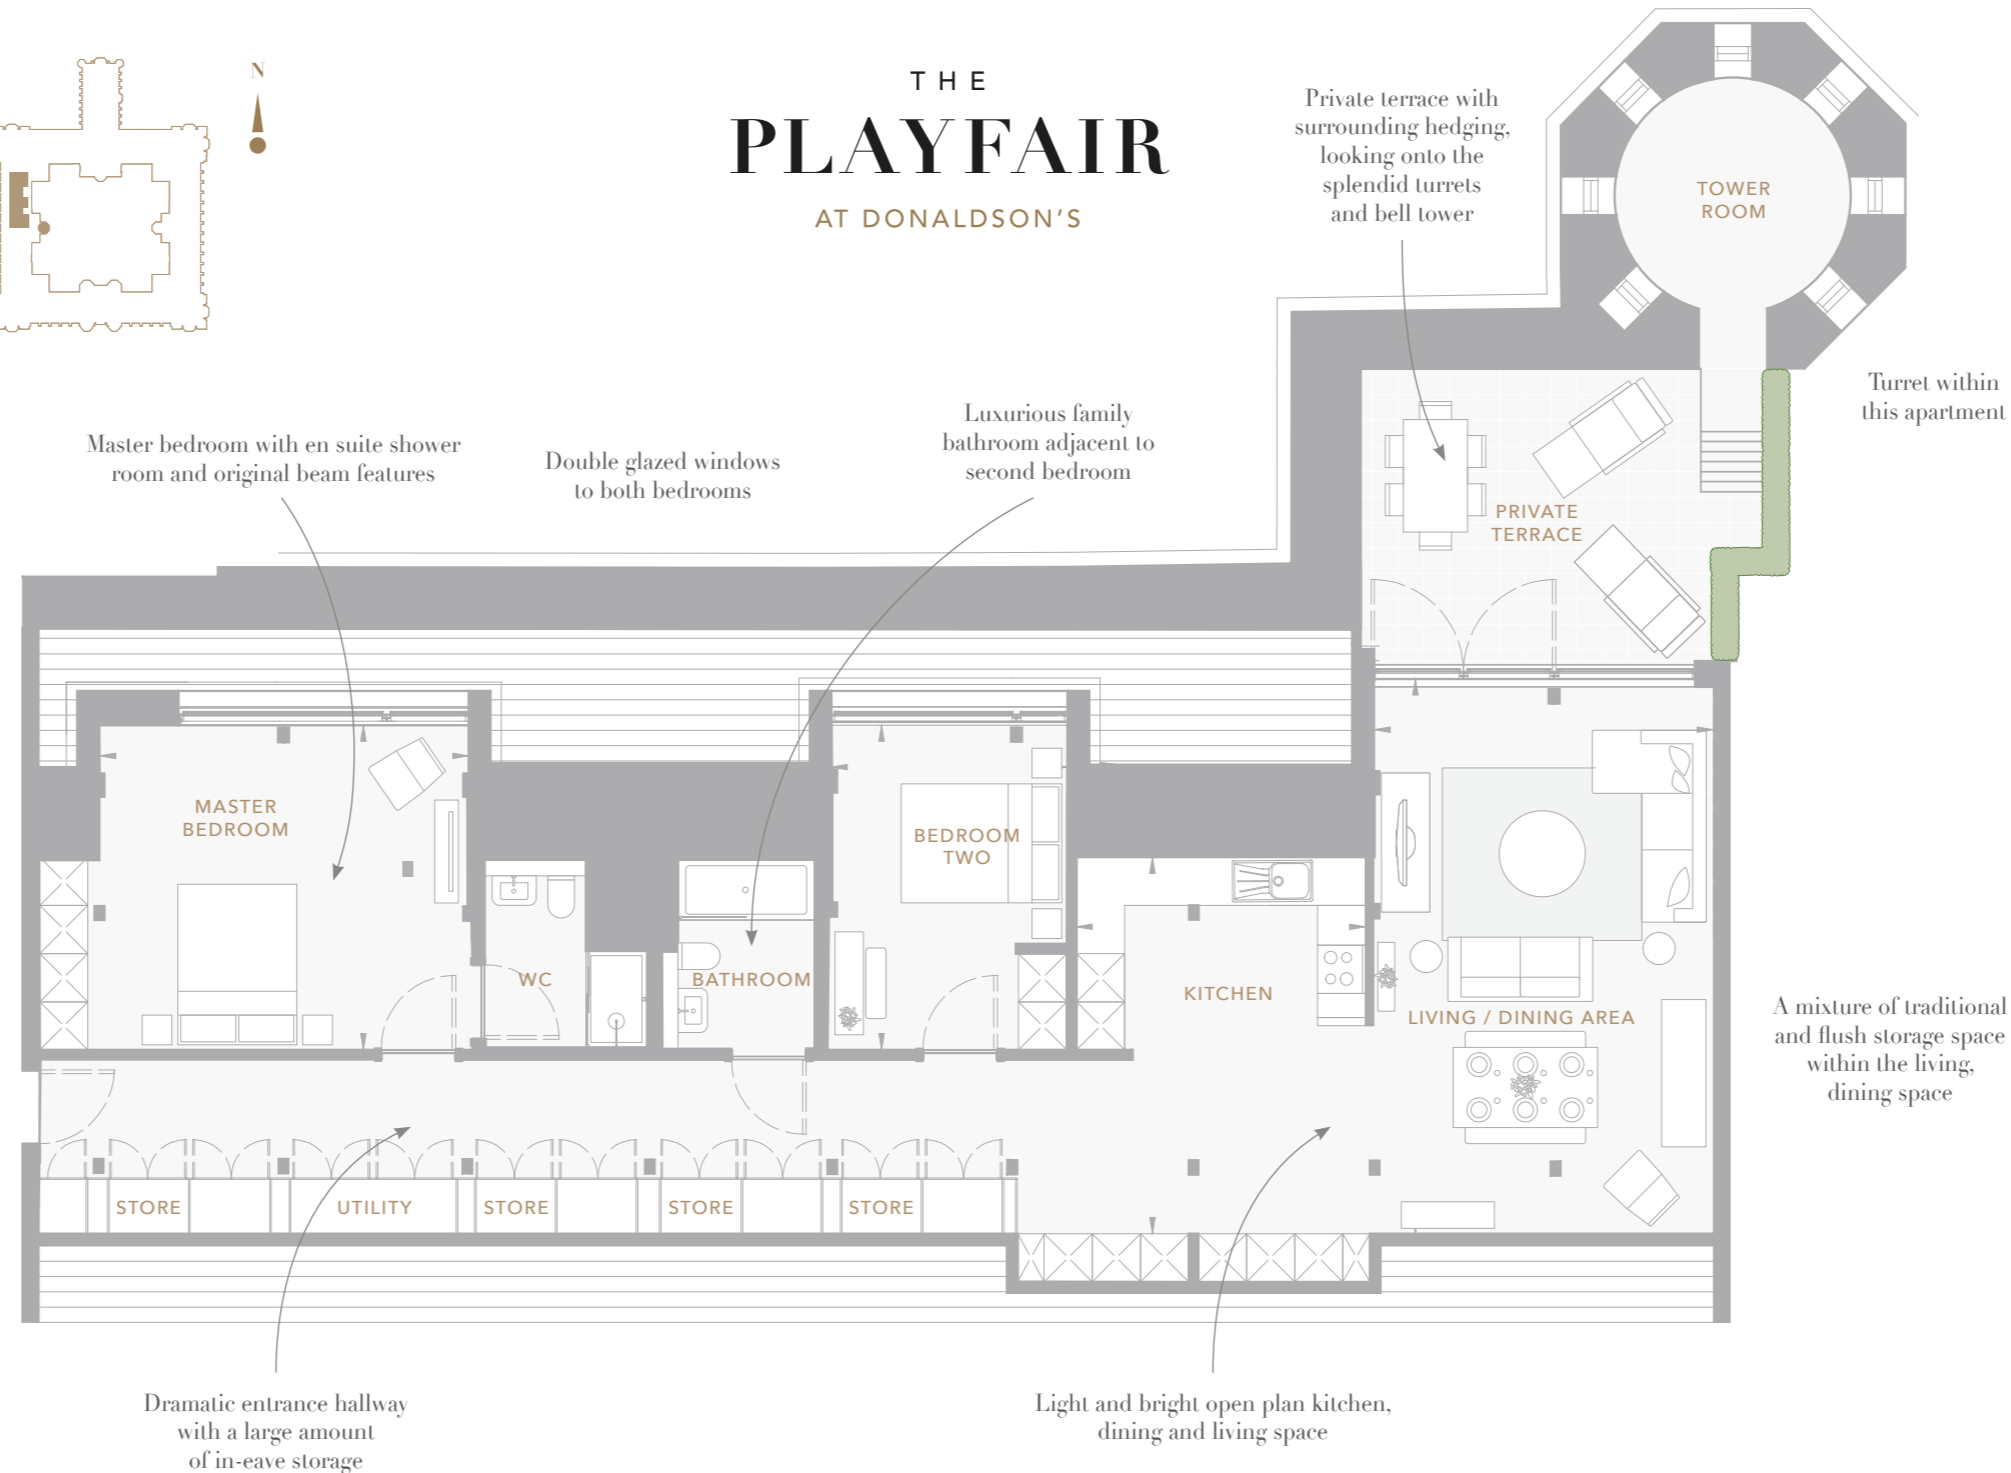 N
THE
PLAYFAIR
AT DONALDSON'S
Private terrace with
surrounding hedging,
looking onto the
splendid turrets
and bell tower
TOWER
ROOM
Turret within
this apartment
Master bedroom with en suite shower
room and original beam features
Double glazed windows
to both bedrooms
Luxurious family
bathroom adjacent to
second bedroom
PRIVATE
TERRACE
MASTER
BEDROOM
BEDROOM
TWO
WC
BATHROOM
KITCHEN
LIVING / DINING AREA
A mixture of traditional
and flush storage space
within the living,
dining space
STORE
UTILITY
STORE
STORE
STORE
Dramatic entrance hallway
with a large amount
of in-eave storage
Light and bright open plan kitchen,
dining and living space